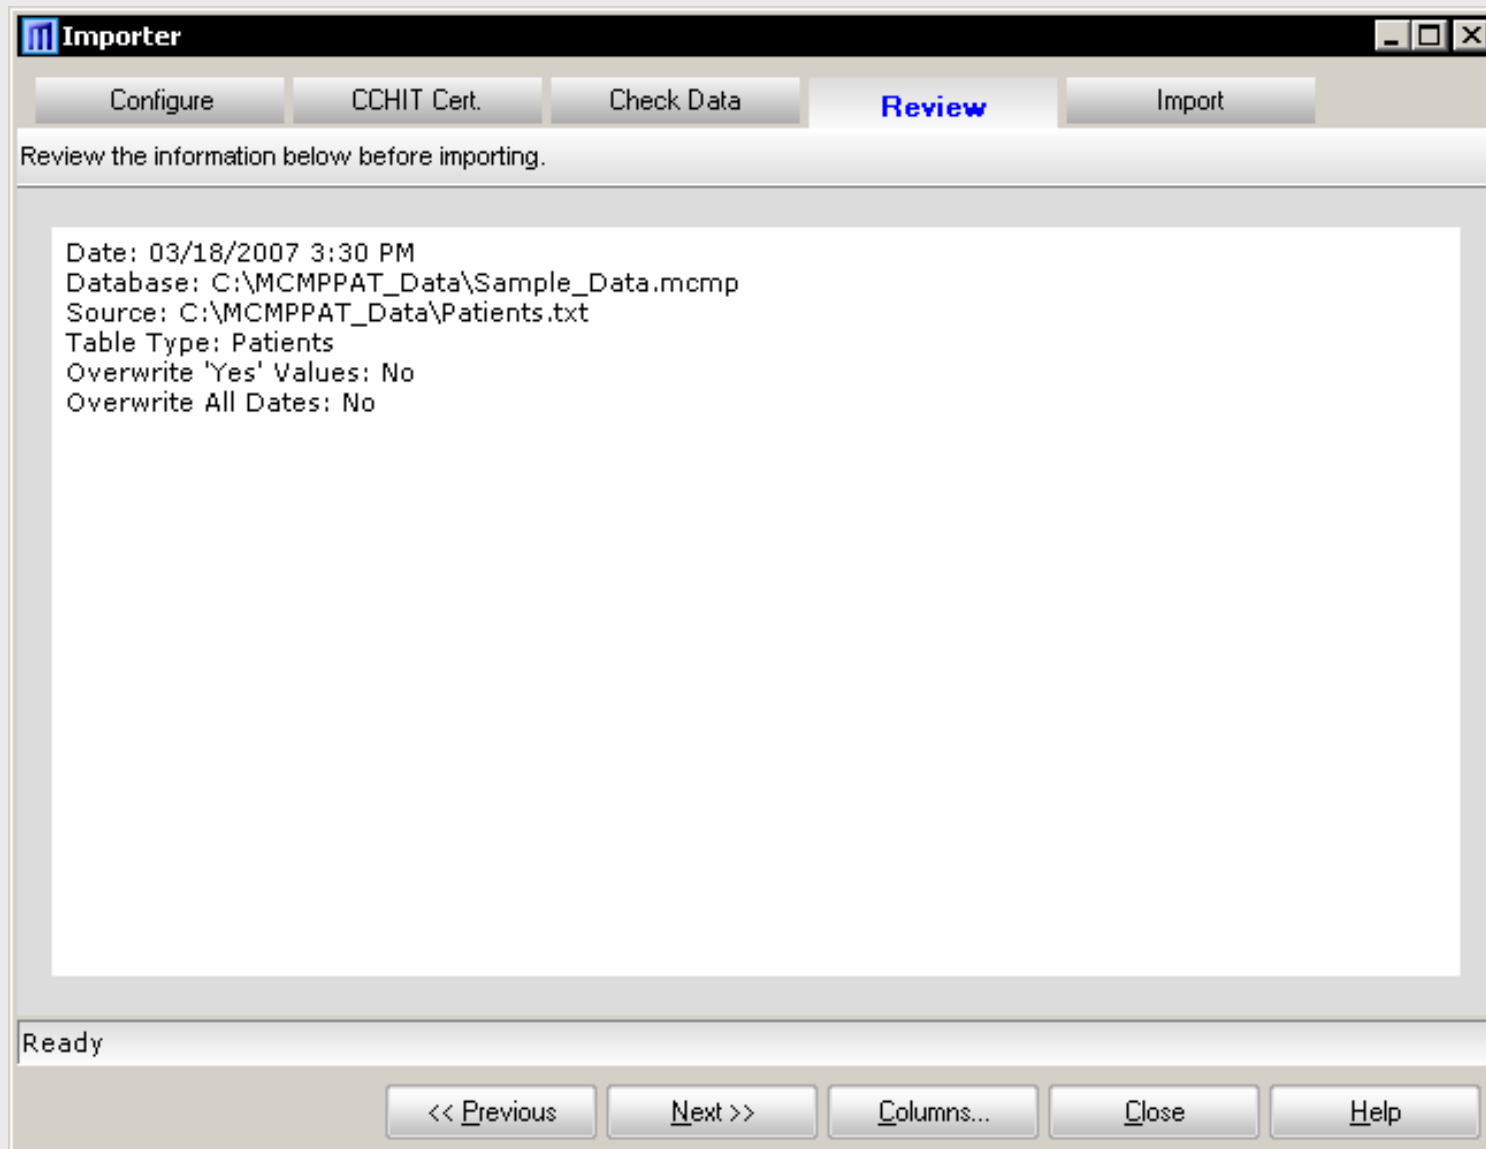 Importer
Configure CCHIT Cert. Check Data Review Import
Review the information below before importing.
Date: 03/18/2007 3:30 PM
Database: C:\MCMPPAT_Data\Sample_Data.mcmp
Source: C:\MCMPPAT_Data\Patients.txt
Table Type: Patients
Overwrite 'Yes' Values: No
Overwrite All Dates: No
Ready
<< Previous Next >> Columns... Close Help